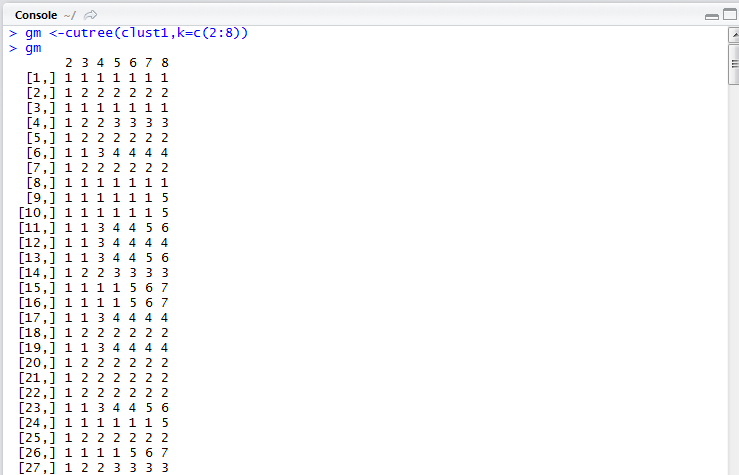 Console ~/
> gm <-cutree(clust1,k=c(2:8))
> gm
2 3 4 5 6 7 8
[1,] 1 1 1 1 1 1 1
[2,] 1 2 2 2 2 2 2
[3,] 1 1 1 1 1 1 1
[4,] 1 2 2 3 3 3 3
[5,] 1 2 2 2 2 2 2
[6,] 1 1 3 4 4 4 4
[7,] 1 2 2 2 2 2 2
[8,] 1 1 1 1 1 1 1
[9,] 1 1 1 1 1 1 5
[10,] 1 1 1 1 1 1 5
[11,] 1 1 3 4 4 5 6
[12,] 1 1 3 4 4 4 4
[13,] 1 1 3 4 4 5 6
[14,] 1 2 2 3 3 3 3
[15,] 1 1 1 1 5 6 7
[16,] 1 1 1 1 5 6 7
[17,] 1 1 3 4 4 4 4
[18,] 1 2 2 2 2 2 2
[19,] 1 1 3 4 4 4 4
[20,] 1 2 2 2 2 2 2
[21,] 1 2 2 2 2 2 2
[22,] 1 2 2 2 2 2 2
[23,] 1 1 3 4 4 5 6
[24,] 1 1 1 1 1 1 5
[25,] 1 2 2 2 2 2 2
[26,] 1 1 1 1 5 6 7
[27,] 1 2 2 3 3 3 3